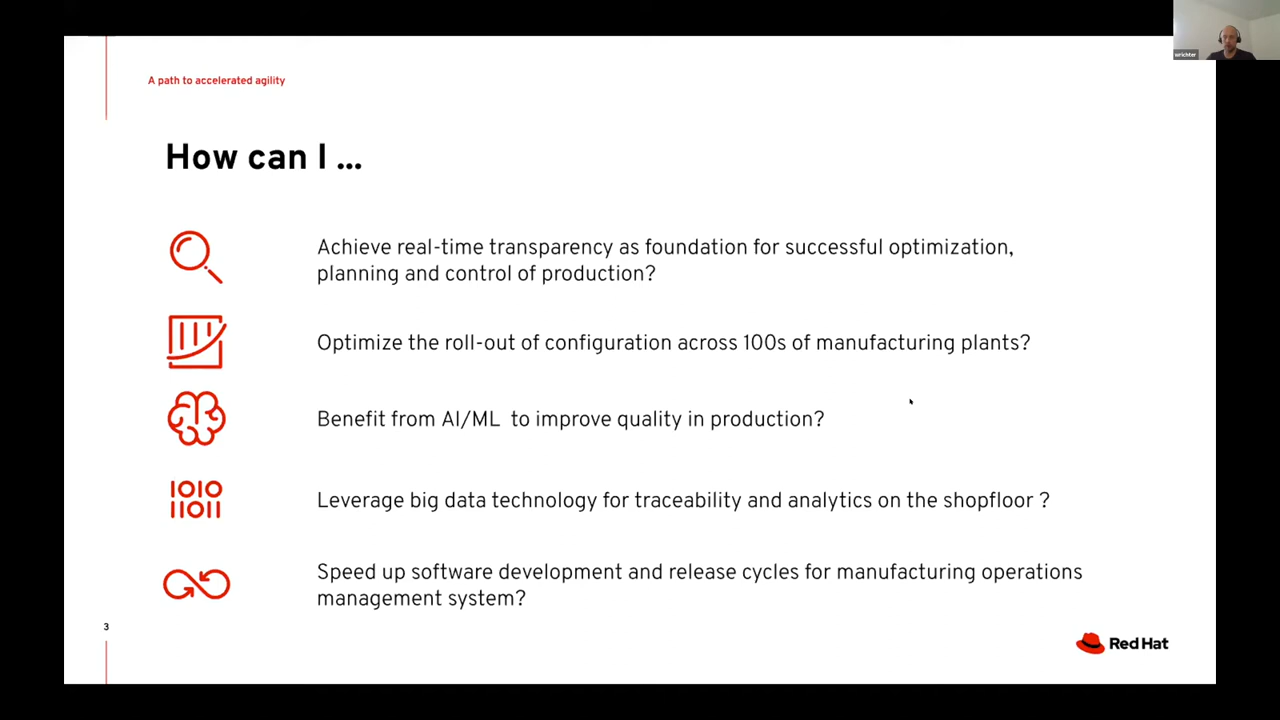 wrichter
A path to accelerated agility
How can I ...
Achieve real-time transparency as foundation for successful optimization,
planning and control of production?
Optimize the roll-out of configuration across 100s of manufacturing plants?
Benefit from AI/ML  to improve quality in production?
1010
11011
Leverage big data technology for traceability and analytics on the shopfloor ?
Speed up software development and release cycles for manufacturing operations
management system?
3
Red Hat